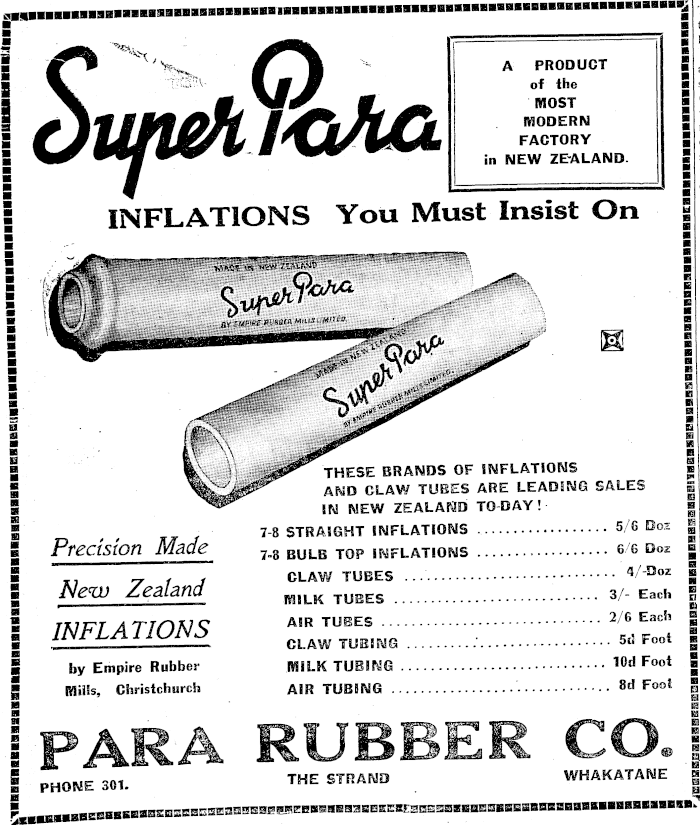 Super Para
A PRODUCT
of the
MOST
MODERN
FACTORY
in NEW ZEALAND.
INFLATIONS You Must Insist On
MADE IN NEW ZEALAND
Super Para
BY EMPIRE RUBBER MILLS LIMITED.
MADE IN NEW ZEALAND
Super Para
BY EMPIRE RUBBER MILLS LIMITED.
THESE BRANDS OF INFLATIONS
AND CLAW TUBES ARE LEADING SALES
IN NEW ZEALAND TO-DAY!
7-8 STRAIGHT INFLATIONS .................. 5/6 Doz
7-8 BULB TOP INFLATIONS .................. 6/6 Doz
CLAW TUBES ............................. 4/-Doz
MILK TUBES ............................ 3/- Each
AIR TUBES ............................. 2/6 Each
CLAW TUBING ............................. 5d Foot
MILK TUBING ............................. 10d Foot
AIR TUBING .............................. 8d Foot
Precision Made
New Zealand
INFLATIONS
by Empire Rubber
Mills, Christchurch
PARA RUBBER CO.
PHONE 301. THE STRAND WHAKATANE